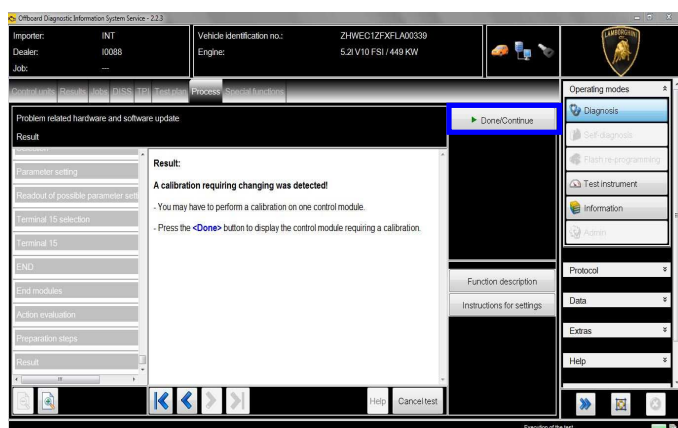 Offboard Diagnostic Information System Service - 2.2.3
Importer: INT
Dealer: I0088
Job: ---
Vehicle identification no.: ZHWEC1ZFXFLA00339
Engine: 5.2l V10 FSI / 449 KW
LAMBORGHINI
Control units Results Jobs DISS TPI Test plan Process Special functions
Problem related hardware and software update
Result
Done/Continue
Parameter setting
Readout of possible parameter sett
Terminal 15 selection
Terminal 15
END
End modules
Action evaluation
Preparation steps
Result
Result:
A calibration requiring changing was detected!
- You may have to perform a calibration on one control module.
- Press the <Done> button to display the control module requiring a calibration.
Function description
Instructions for settings
Help
Cancel test
Operating modes
Diagnosis
Self-diagnosis
Flash re-programming
Test instrument
Information
Admin
Protocol
Data
Extras
Help
Execution of the test